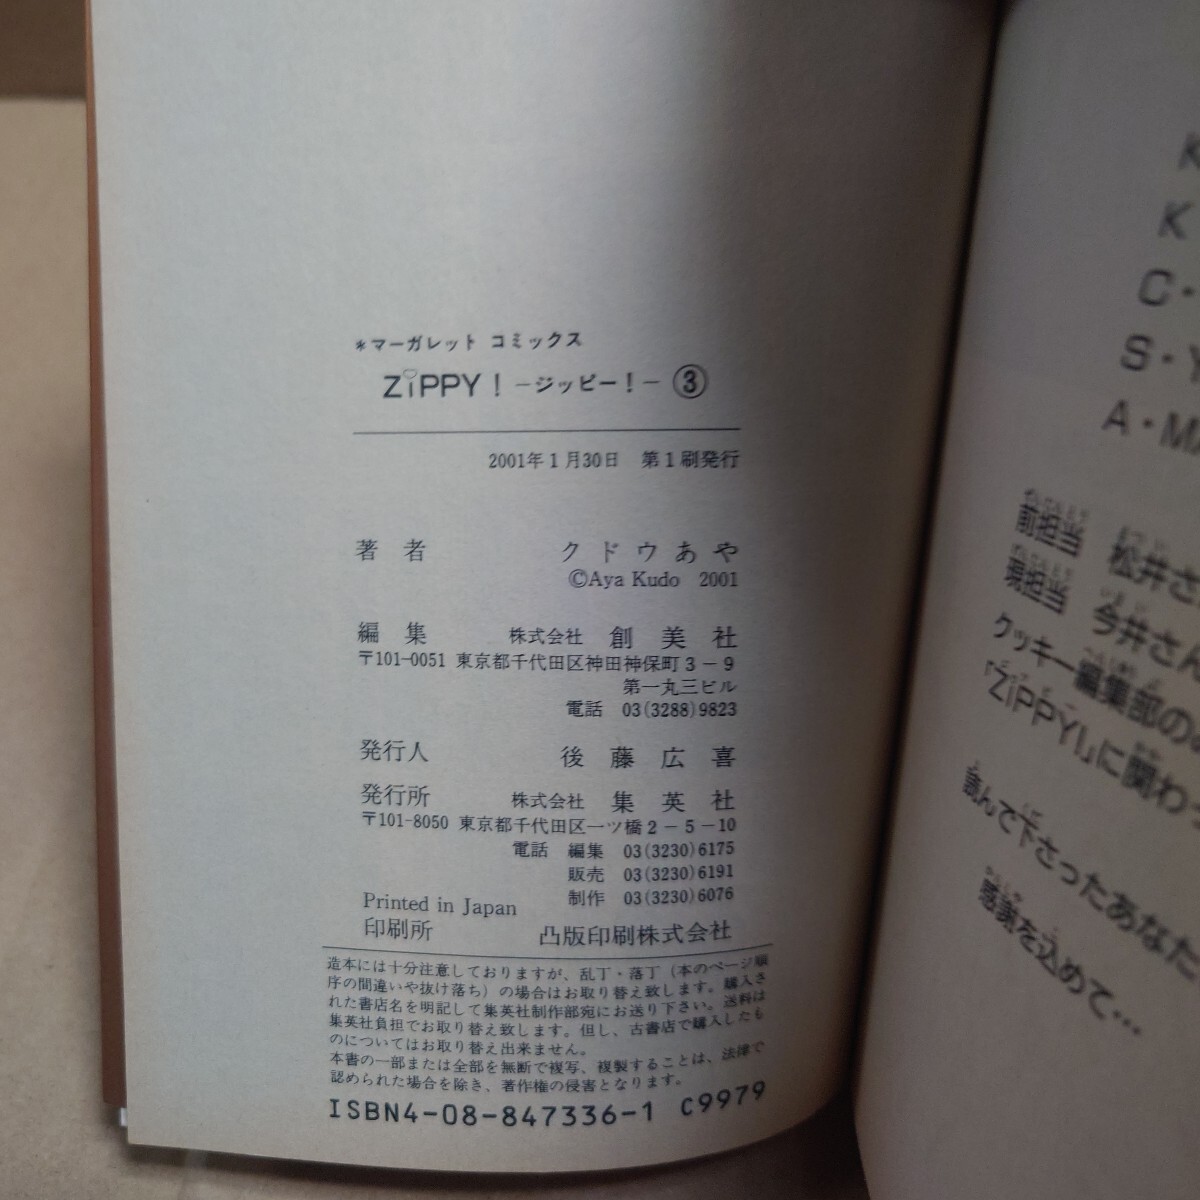 ＊マーガレット コミックス
ZiPPY！－ジッピー！－③
2001年1月30日　第1刷発行
著者　クドウあや
©Aya Kudo　2001
編集　株式会社　創美社
〒101-0051 東京都千代田区神田神保町3－9
第一丸三ビル
電話　03(3288)9823
発行人　後藤広喜
発行所　株式会社　集英社
〒101-8050 東京都千代田区一ツ橋2－5－10
電話　編集　03(3230)6175
販売　03(3230)6191
制作　03(3230)6076
Printed in Japan
印刷所　凸版印刷株式会社
造本には十分注意しておりますが、乱丁・落丁（本のページ順
序の間違いや抜け落ち）の場合はお取り替え致します。購入さ
れた書店名を明記して集英社制作部宛にお送り下さい。送料は
集英社負担でお取り替え致します。但し、古書店で購入したも
のについてはお取り替え出来ません。
本書の一部または全部を無断で複写、複製することは、法律で
認められた場合を除き、著作権の侵害となります。
ISBN4-08-847336-1 C9979
K
K
C・
S・Y
A・MA
前担当　松井さ
現担当　今井さん
クッキー編集部の
「ZiPPY!」に関わっ
読んで下さったあなた
感謝を込めて…